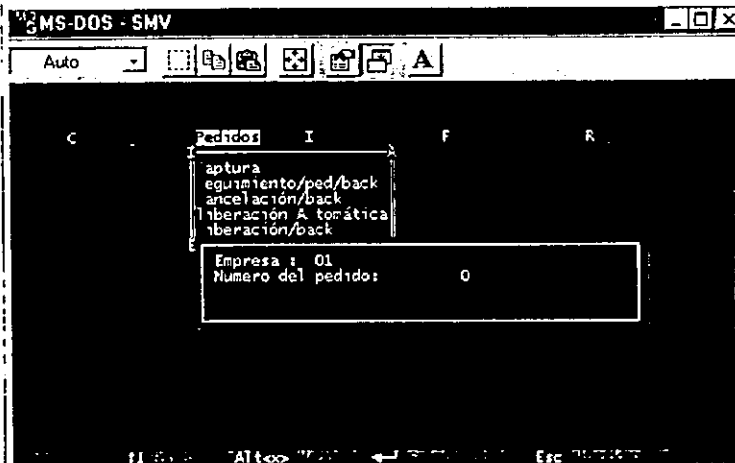 MS-DOS - SMV
Auto A
C Pedidos I F R
aptura
eguimiento/ped/back
ancelación/back
liberación A tomática
iberación/back
Empresa : 01
Numero del pedido: 0
f1 Alt<> Esc